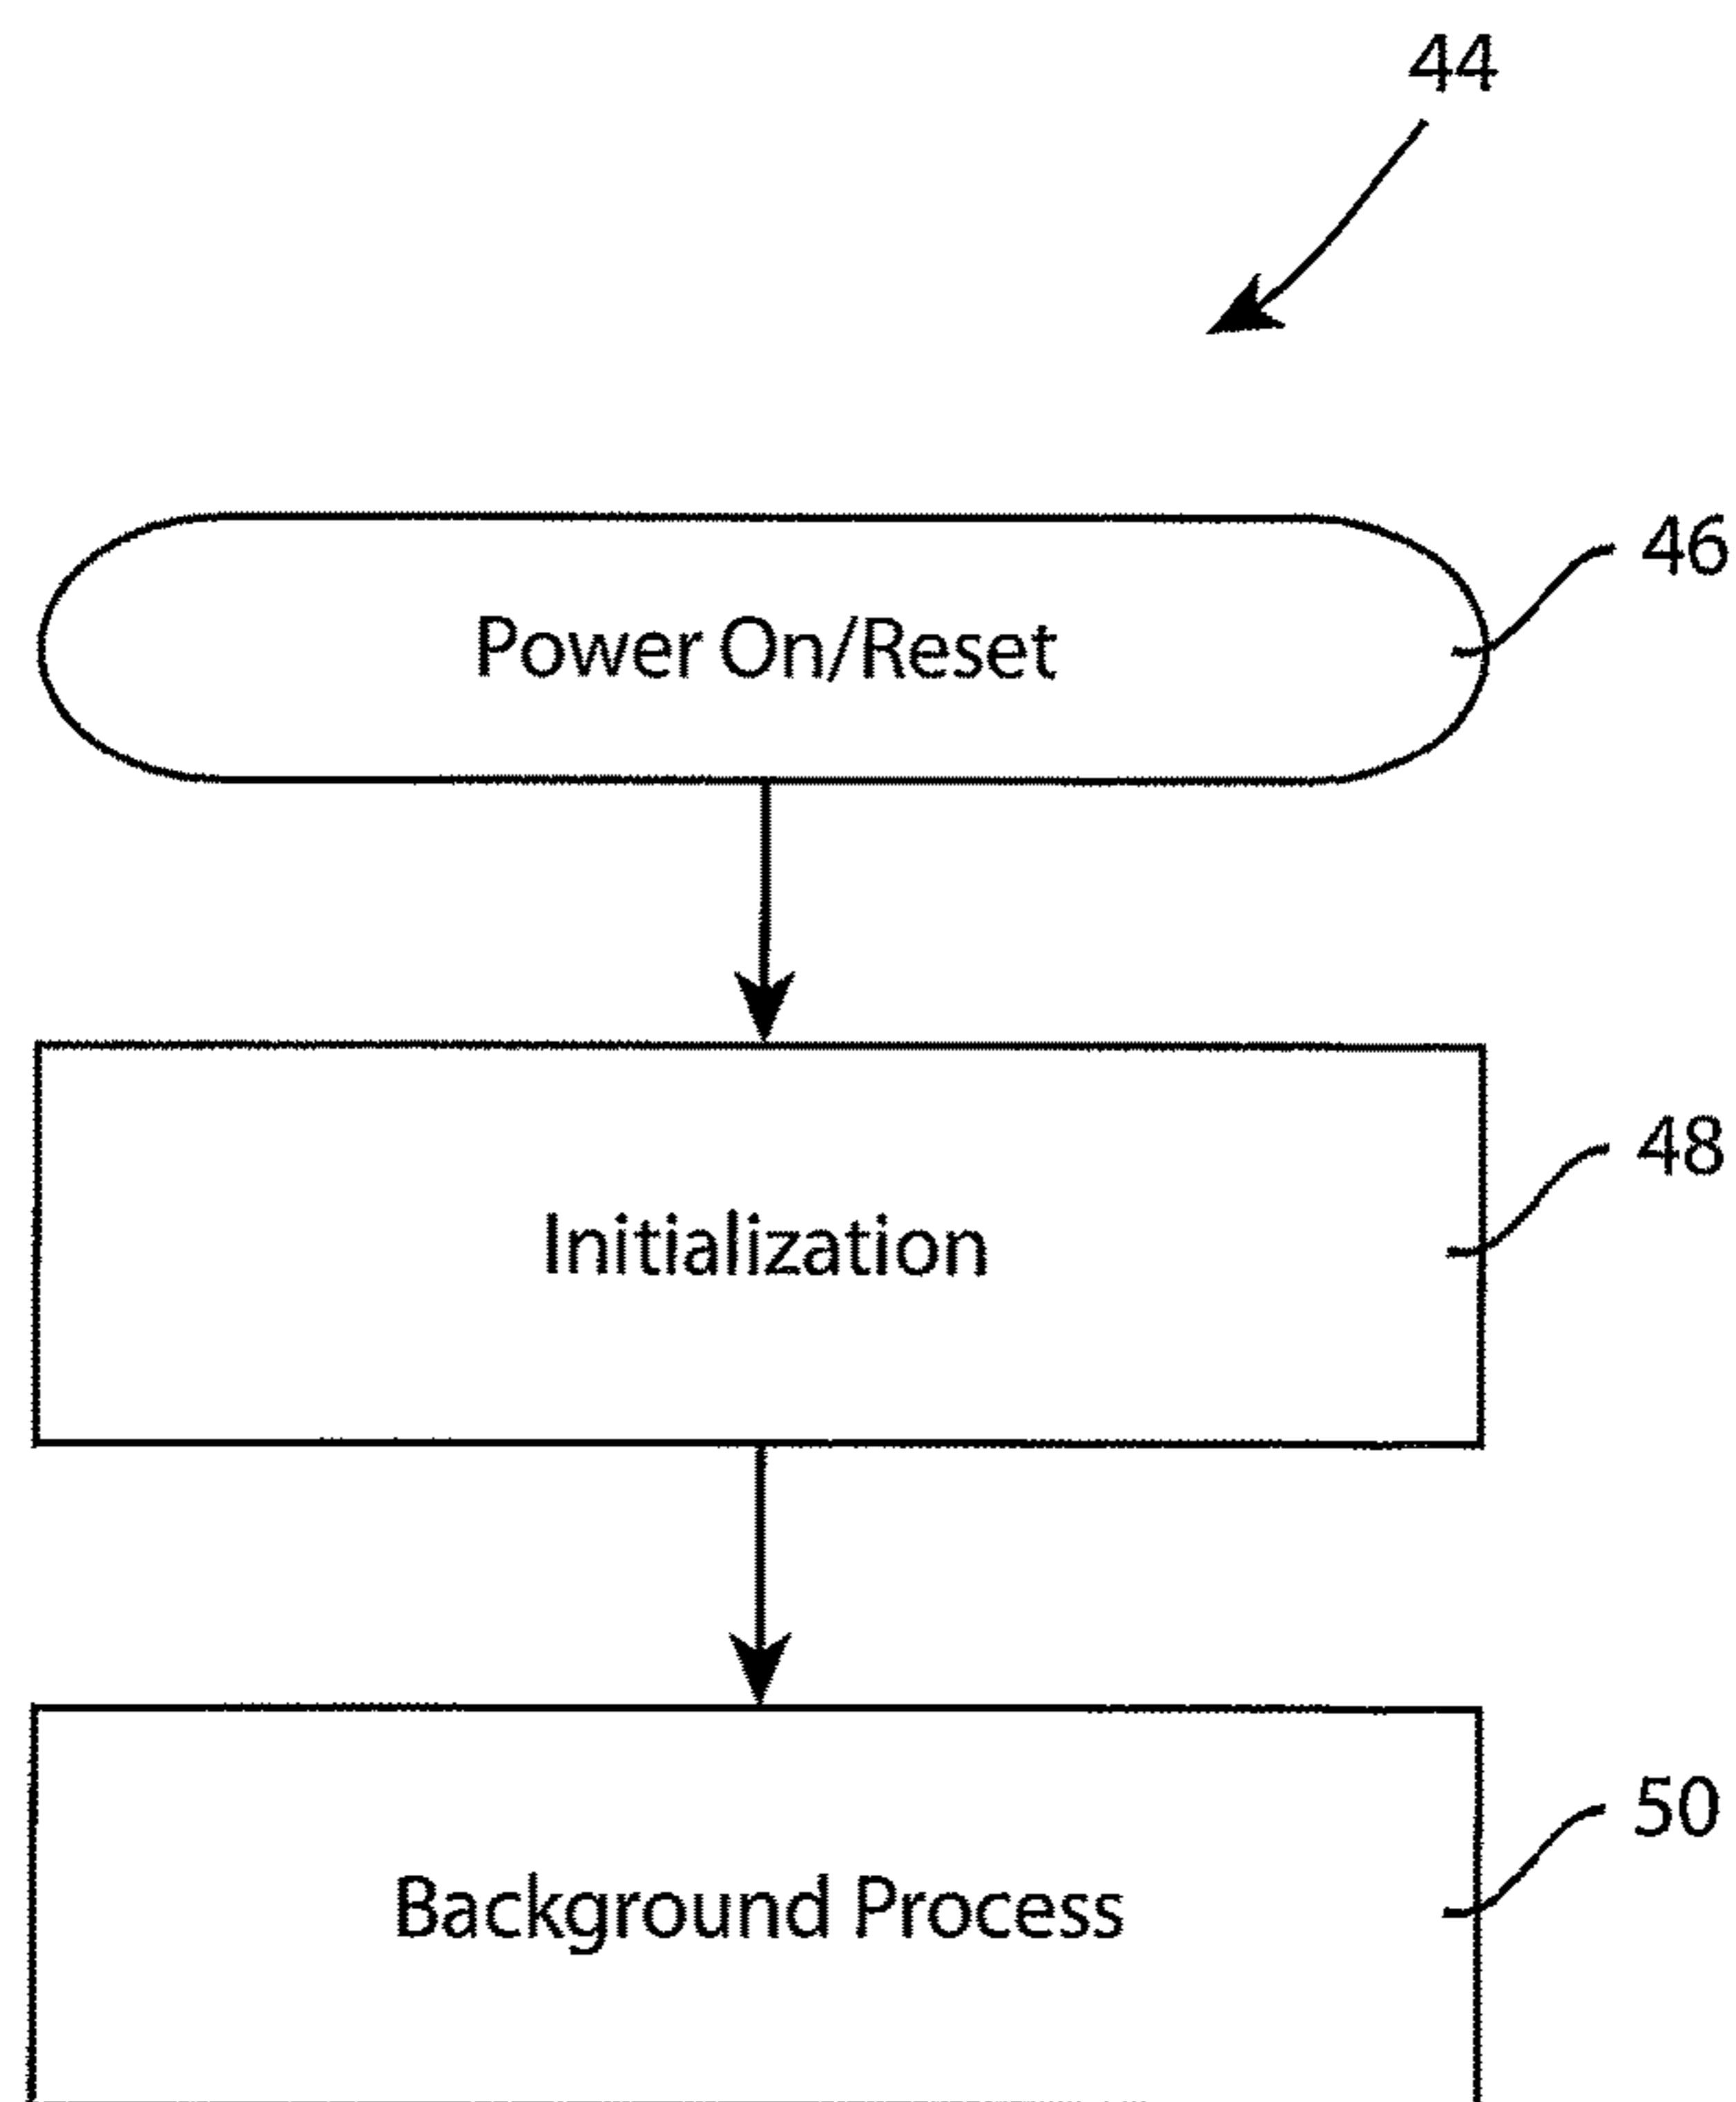 44
Power On/Reset
46
Initialization
48
Background Process
50